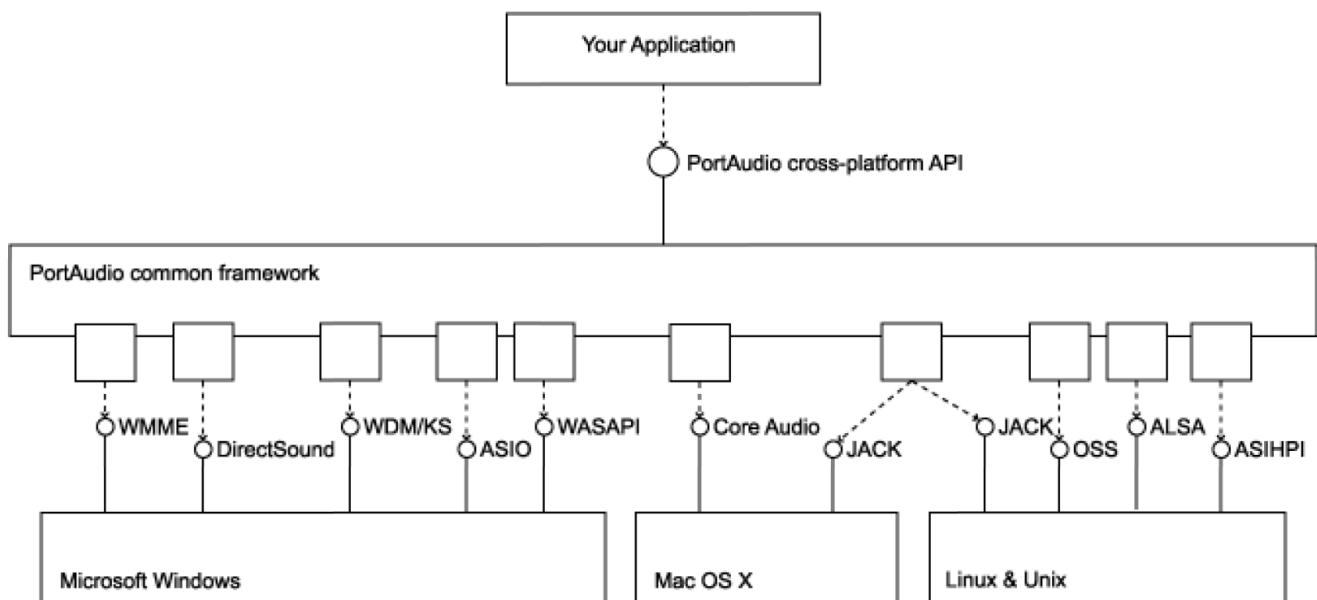 Your Application
PortAudio cross-platform API
PortAudio common framework
WMME
DirectSound
WDM/KS
ASIO
WASAPI
Core Audio
JACK
JACK
OSS
ALSA
ASIHPI
Microsoft Windows
Mac OS X
Linux & Unix